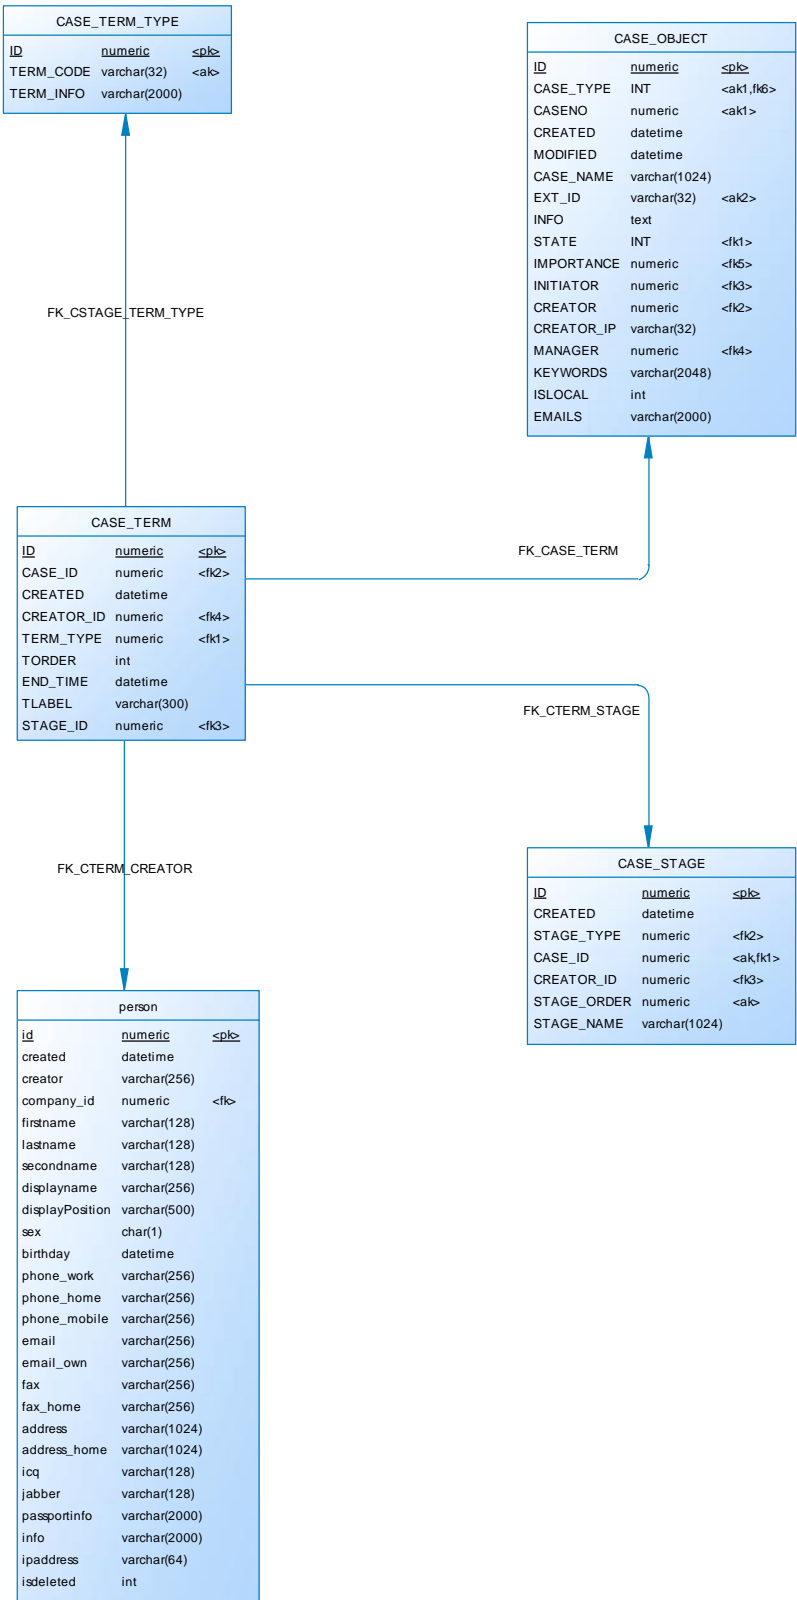 CASE_TERM_TYPE
ID numeric <pk>
TERM_CODE varchar(32) <ak>
TERM_INFO varchar(2000)
CASE_OBJECT
ID numeric <pk>
CASE_TYPE INT <ak1,fk6>
CASENO numeric <ak1>
CREATED datetime
MODIFIED datetime
CASE_NAME varchar(1024)
EXT_ID varchar(32) <ak2>
INFO text
STATE INT <fk1>
IMPORTANCE numeric <fk5>
INITIATOR numeric <fk3>
CREATOR numeric <fk2>
CREATOR_IP varchar(32)
MANAGER numeric <fk4>
KEYWORDS varchar(2048)
ISLOCAL int
EMAILS varchar(2000)
FK_CSTAGE_TERM_TYPE
CASE_TERM
ID numeric <pk>
CASE_ID numeric <fk2>
CREATED datetime
CREATOR_ID numeric <fk4>
TERM_TYPE numeric <fk1>
TORDER int
END_TIME datetime
TLABEL varchar(300)
STAGE_ID numeric <fk3>
FK_CASE_TERM
FK_CTERM_STAGE
FK_CTERM_CREATOR
CASE_STAGE
ID numeric <pk>
CREATED datetime
STAGE_TYPE numeric <fk2>
CASE_ID numeric <ak,fk1>
CREATOR_ID numeric <fk3>
STAGE_ORDER numeric <ak>
STAGE_NAME varchar(1024)
person
id numeric <pk>
created datetime
creator varchar(256)
company_id numeric <fk>
firstname varchar(128)
lastname varchar(128)
secondname varchar(128)
displayname varchar(256)
displayPosition varchar(500)
sex char(1)
birthday datetime
phone_work varchar(256)
phone_home varchar(256)
phone_mobile varchar(256)
email varchar(256)
email_own varchar(256)
fax varchar(256)
fax_home varchar(256)
address varchar(1024)
address_home varchar(1024)
icq varchar(128)
jabber varchar(128)
passportinfo varchar(2000)
info varchar(2000)
ipaddress varchar(64)
isdeleted int